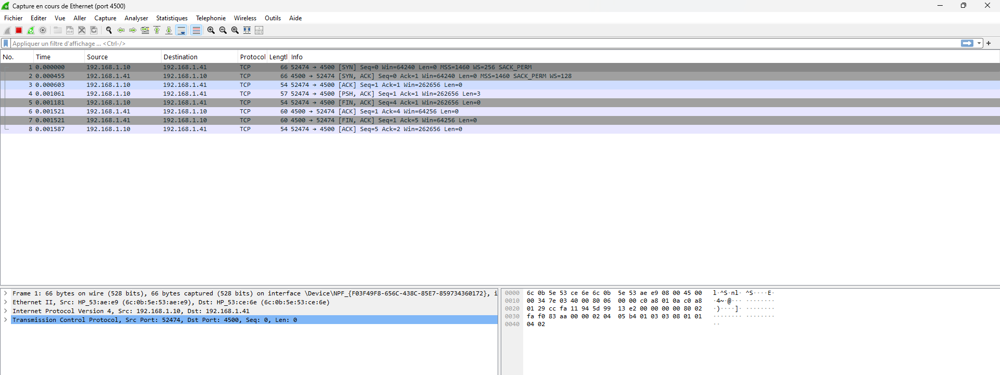 Capture en cours de Ethernet (port 4500)
Fichier Editer Vue Aller Capture Analyser Statistiques Telephonie Wireless Outils Aide
Appliquer un filtre d'affichage ... <Ctrl-/>
No. Time Source Destination Protocol Lengtl Info
1 0.000000 192.168.1.10 192.168.1.41 TCP 66 52474 → 4500 [SYN] Seq=0 Win=64240 Len=0 MSS=1460 WS=256 SACK_PERM
2 0.000455 192.168.1.41 192.168.1.10 TCP 66 4500 → 52474 [SYN, ACK] Seq=0 Ack=1 Win=64240 Len=0 MSS=1460 SACK_PERM WS=128
3 0.000603 192.168.1.10 192.168.1.41 TCP 54 52474 → 4500 [ACK] Seq=1 Ack=1 Win=262656 Len=0
4 0.001061 192.168.1.10 192.168.1.41 TCP 57 52474 → 4500 [PSH, ACK] Seq=1 Ack=1 Win=262656 Len=3
5 0.001181 192.168.1.10 192.168.1.41 TCP 54 52474 → 4500 [FIN, ACK] Seq=4 Ack=1 Win=262656 Len=0
6 0.001521 192.168.1.41 192.168.1.10 TCP 60 4500 → 52474 [ACK] Seq=1 Ack=4 Win=64256 Len=0
7 0.001521 192.168.1.41 192.168.1.10 TCP 60 4500 → 52474 [FIN, ACK] Seq=1 Ack=5 Win=64256 Len=0
8 0.001587 192.168.1.10 192.168.1.41 TCP 54 52474 → 4500 [ACK] Seq=5 Ack=2 Win=262656 Len=0
Frame 1: 66 bytes on wire (528 bits), 66 bytes captured (528 bits) on interface \Device\NPF_{F03F49F8-656C-438C-85E7-859734360172}, i
Ethernet II, Src: HP_53:ae:e9 (6c:0b:5e:53:ae:e9), Dst: HP_53:ce:6e (6c:0b:5e:53:ce:6e)
Internet Protocol Version 4, Src: 192.168.1.10, Dst: 192.168.1.41
Transmission Control Protocol, Src Port: 52474, Dst Port: 4500, Seq: 0, Len: 0
0000 6c 0b 5e 53 ce 6e 6c 0b 5e 53 ae e9 08 00 45 00 l·^S·nl· ^S····E·
0010 00 34 7e 03 40 00 80 06 00 00 c0 a8 01 0a c0 a8 ·4~·@··· ········
0020 01 29 cc fa 11 94 5d 99 13 e2 00 00 00 00 80 02 ·)····]· ········
0030 fa f0 83 aa 00 00 02 04 05 b4 01 03 03 08 01 01 ········ ········
0040 04 02 ··